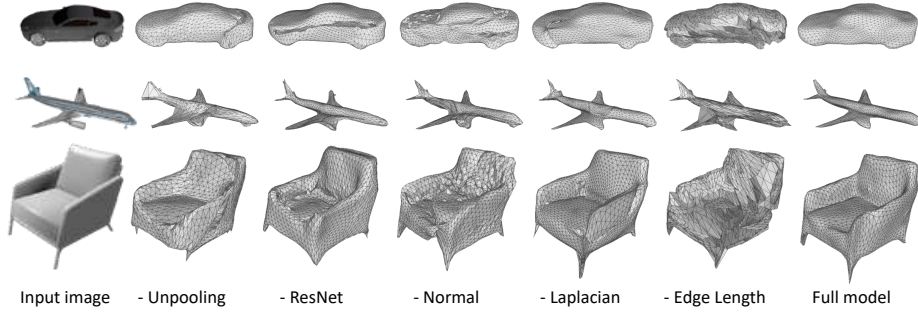 Input image - Unpooling - ResNet - Normal - Laplacian - Edge Length Full model